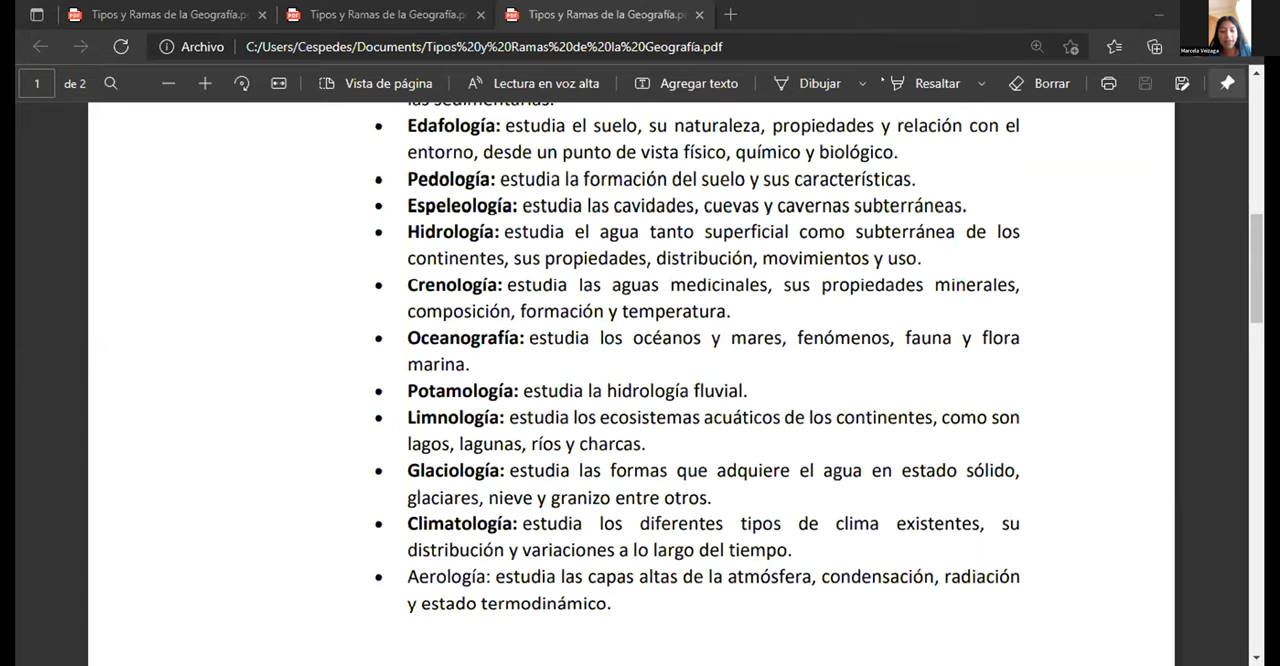 Tipos y Ramas de la Geografía.p
Tipos y Ramas de la Geografía.p
Tipos y Ramas de la Geografía.p
Archivo C:/Users/Cespedes/Documents/Tipos%20y%20Ramas%20de%20la%20Geografía.pdf
Marcela Veizaga
1 de 2 Vista de página Lectura en voz alta Agregar texto Dibujar Resaltar Borrar
las sedimentarias.
• Edafología: estudia el suelo, su naturaleza, propiedades y relación con el
entorno, desde un punto de vista físico, químico y biológico.
• Pedología: estudia la formación del suelo y sus características.
• Espeleología: estudia las cavidades, cuevas y cavernas subterráneas.
• Hidrología: estudia el agua tanto superficial como subterránea de los
continentes, sus propiedades, distribución, movimientos y uso.
• Crenología: estudia las aguas medicinales, sus propiedades minerales,
composición, formación y temperatura.
• Oceanografía: estudia los océanos y mares, fenómenos, fauna y flora
marina.
• Potamología: estudia la hidrología fluvial.
• Limnología: estudia los ecosistemas acuáticos de los continentes, como son
lagos, lagunas, ríos y charcas.
• Glaciología: estudia las formas que adquiere el agua en estado sólido,
glaciares, nieve y granizo entre otros.
• Climatología: estudia los diferentes tipos de clima existentes, su
distribución y variaciones a lo largo del tiempo.
• Aerología: estudia las capas altas de la atmósfera, condensación, radiación
y estado termodinámico.